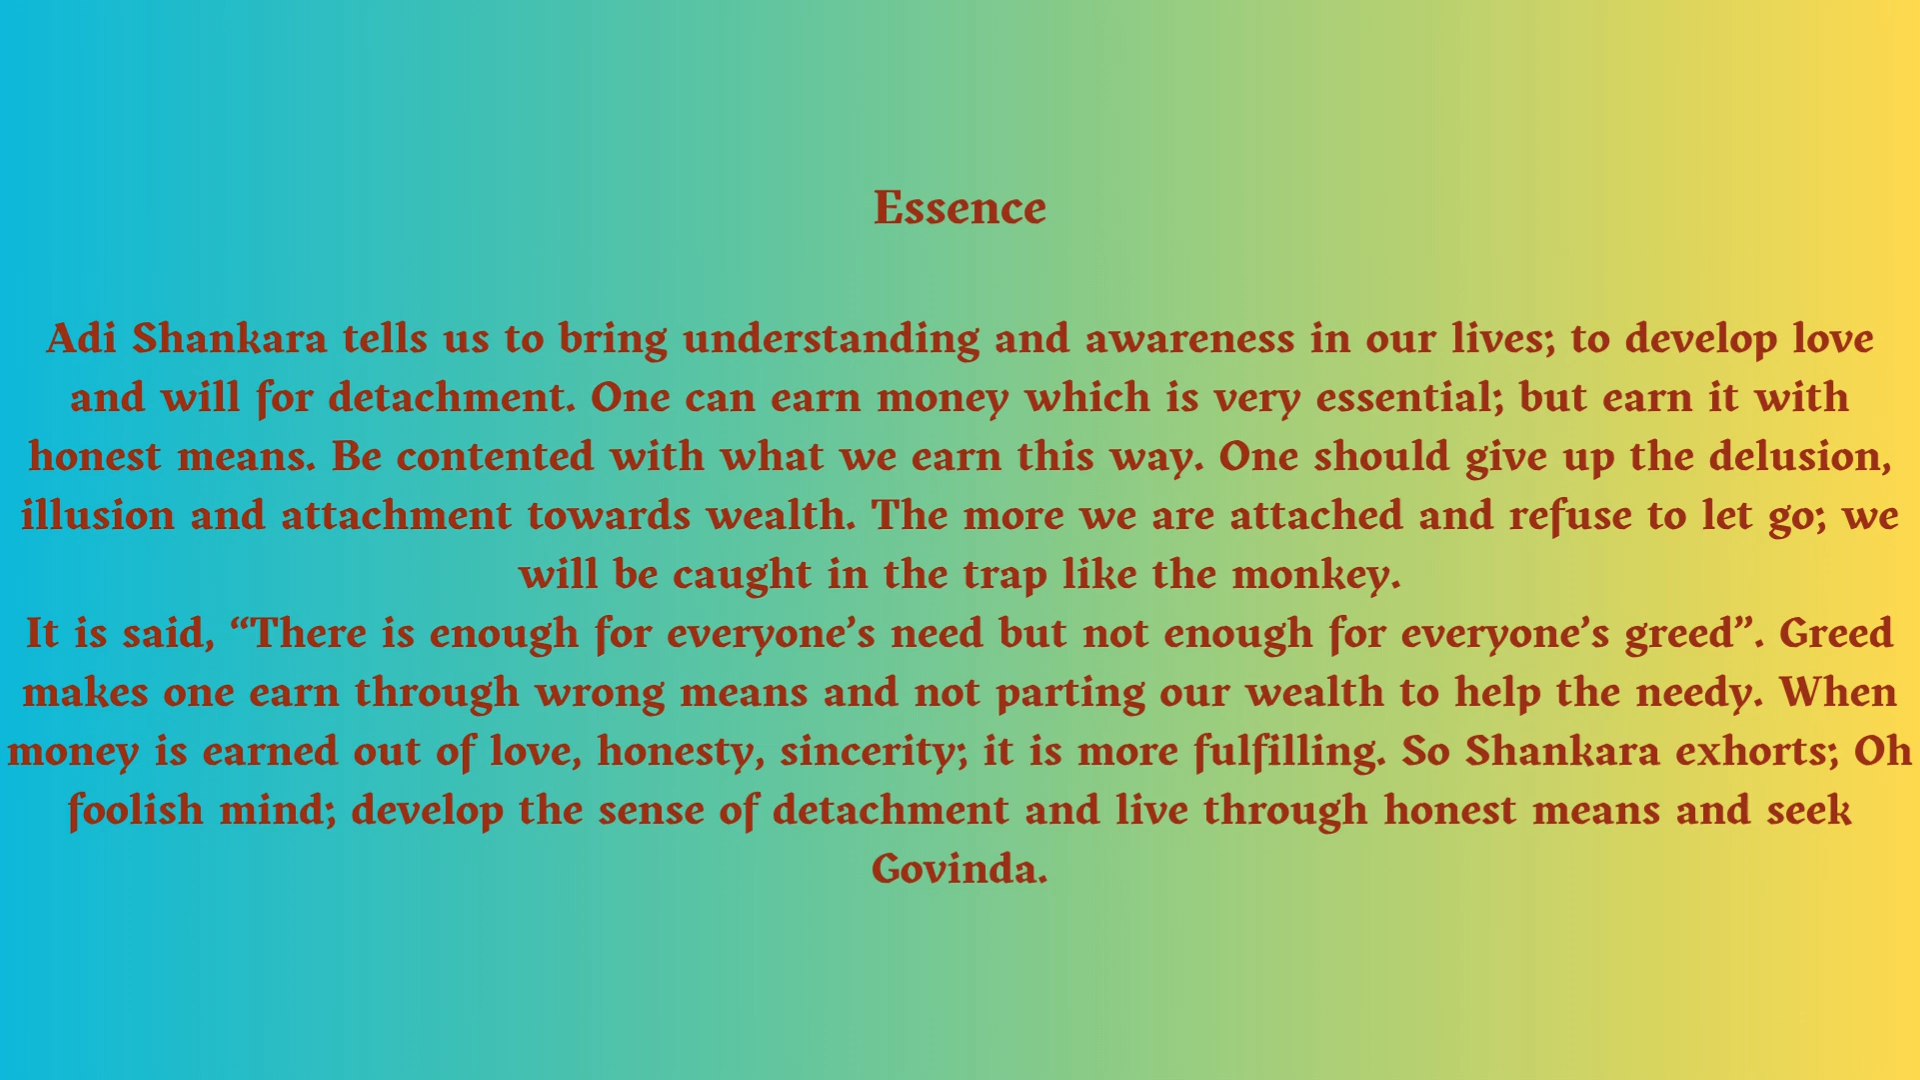 Essence
Adi Shankara tells us to bring understanding and awareness in our lives; to develop love
and will for detachment. One can earn money which is very essential; but earn it with
honest means. Be contented with what we earn this way. One should give up the delusion,
illusion and attachment towards wealth. The more we are attached and refuse to let go; we
will be caught in the trap like the monkey.
It is said, “There is enough for everyone’s need but not enough for everyone’s greed”. Greed
makes one earn through wrong means and not parting our wealth to help the needy. When
money is earned out of love, honesty, sincerity; it is more fulfilling. So Shankara exhorts; Oh
foolish mind; develop the sense of detachment and live through honest means and seek
Govinda.